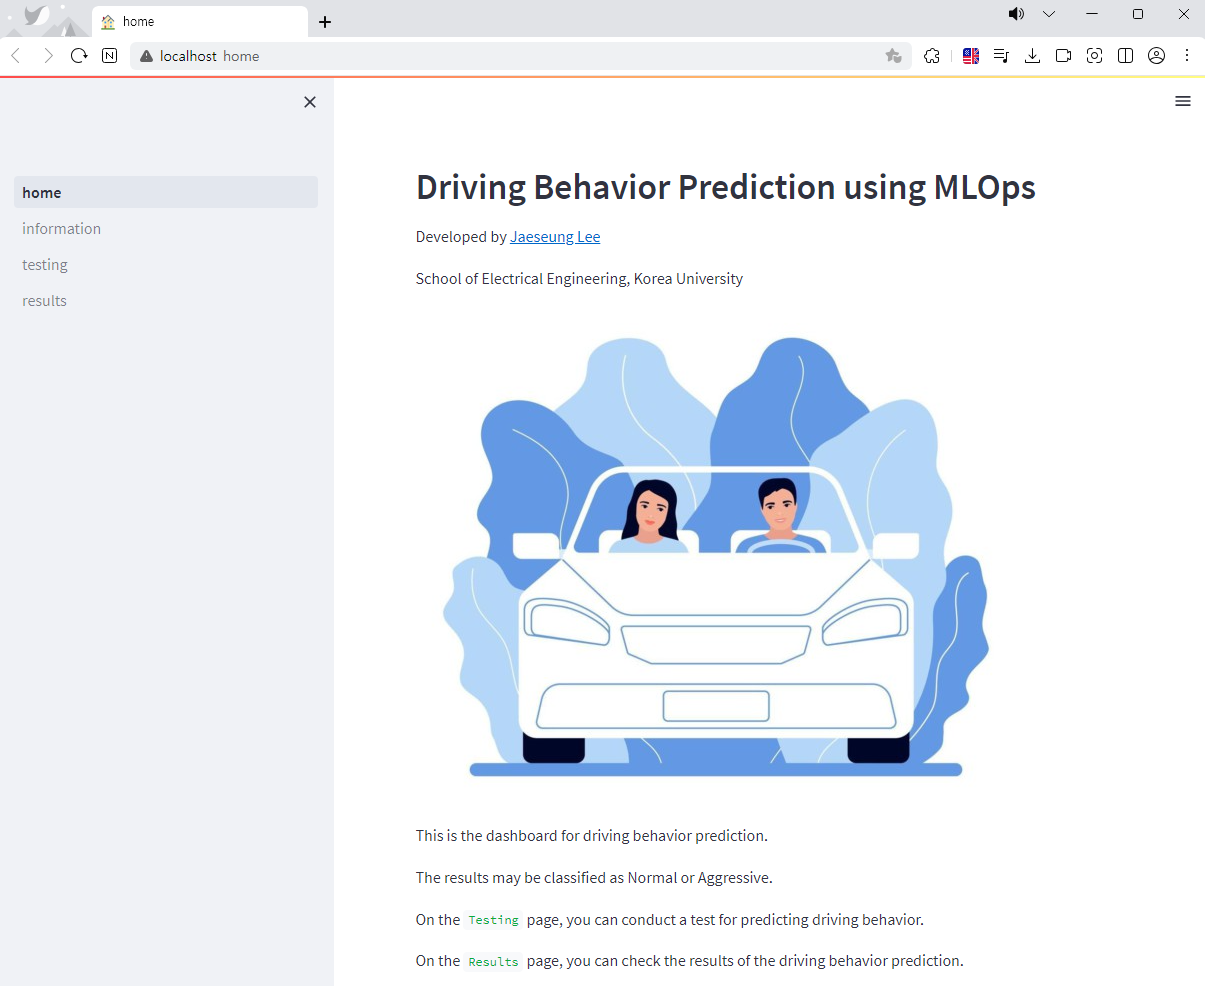 home
localhost home
home
information
testing
results
Driving Behavior Prediction using MLOps
Developed by Jaeseung Lee
School of Electrical Engineering, Korea University
This is the dashboard for driving behavior prediction.
The results may be classified as Normal or Aggressive.
On the Testing page, you can conduct a test for predicting driving behavior.
On the Results page, you can check the results of the driving behavior prediction.